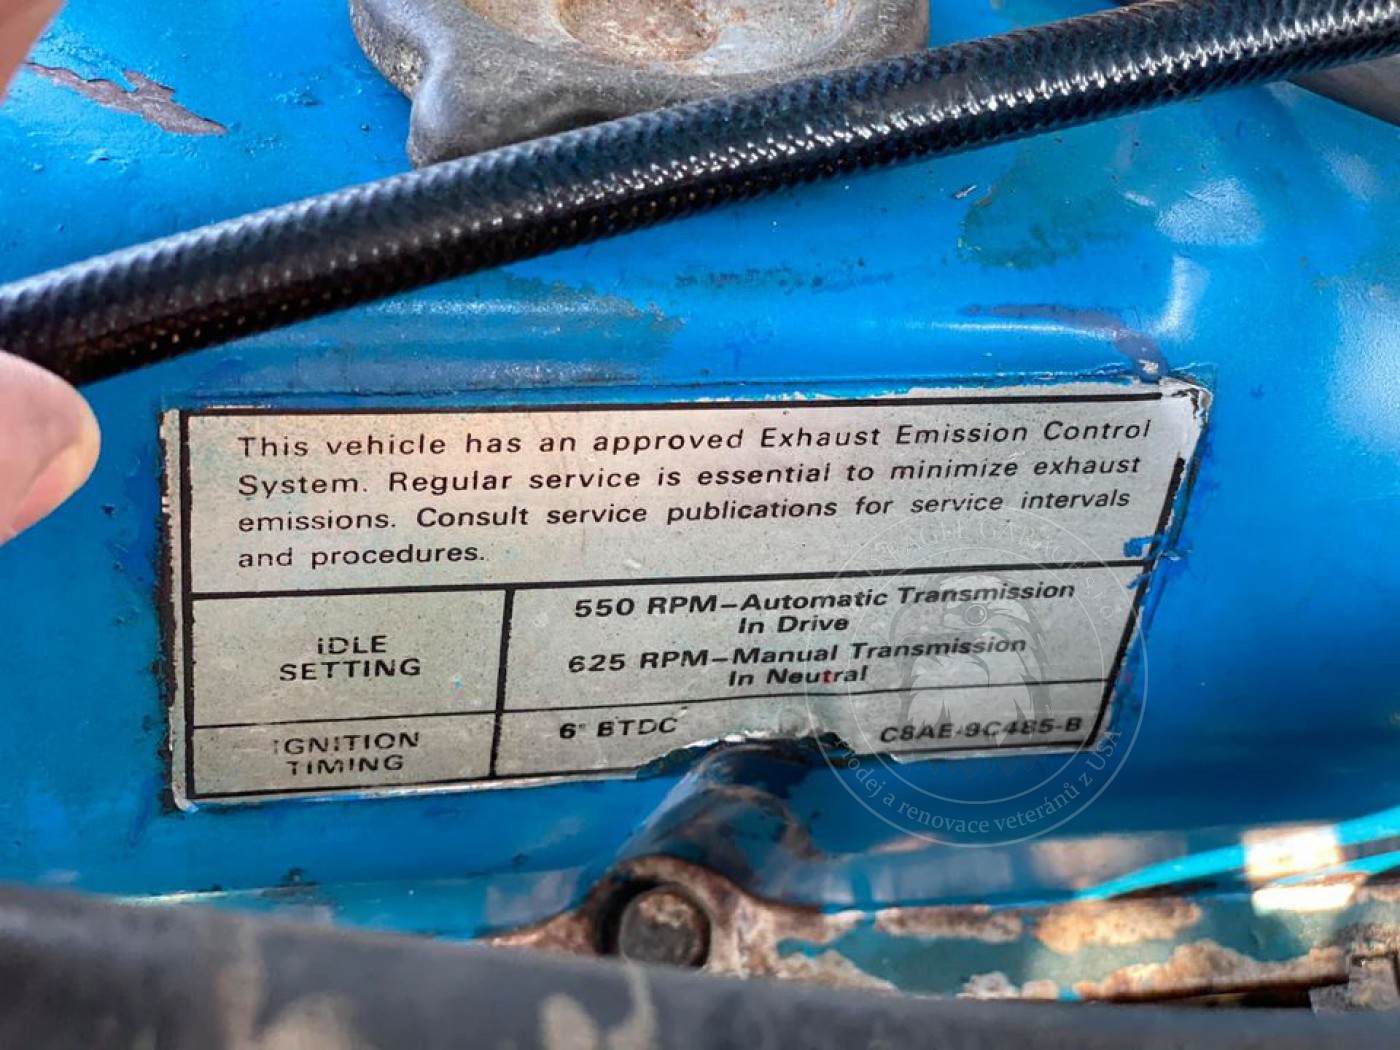 This vehicle has an approved Exhaust Emission Control
System. Regular service is essential to minimize exhaust
emissions. Consult service publications for service intervals
and procedures.
IDLE
SETTING
550 RPM–Automatic Transmission
In Drive
625 RPM–Manual Transmission
In Neutral
IGNITION
TIMING
6° BTDC
C8AE-9C485-B
prodej a renovace veteránů z USA